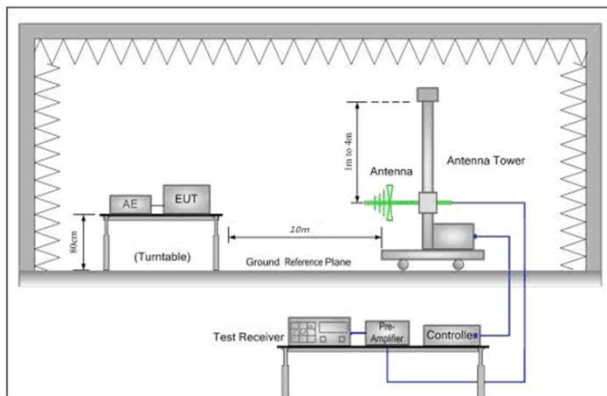 1m to 4m
Antenna
Antenna Tower
AE
EUT
80cm
(Turntable)
10m
Ground Reference Plane
Test Receiver
Pre-
Amplifier
Controller